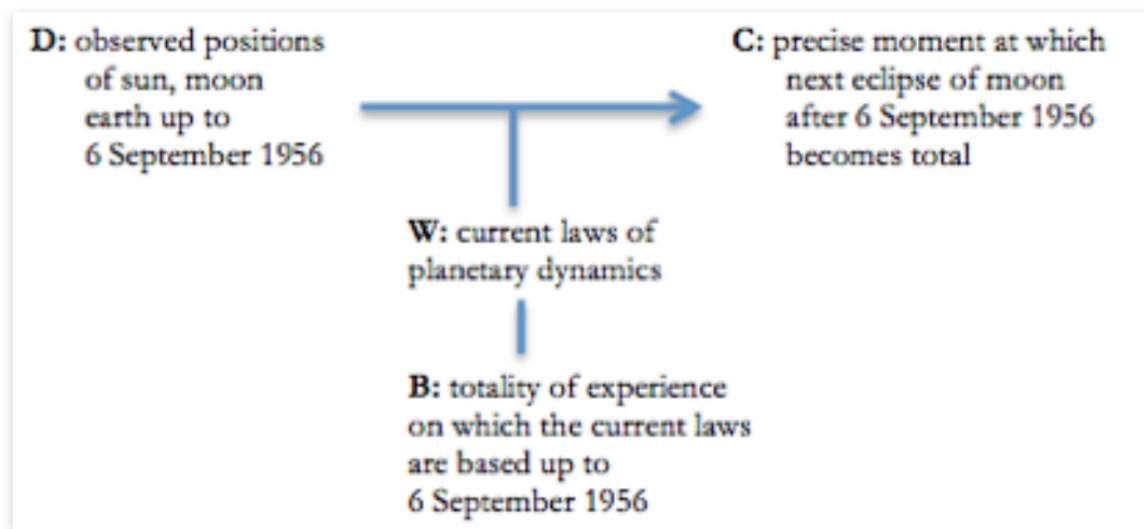 D: observed positions
of sun, moon
earth up to
6 September 1956
C: precise moment at which
next eclipse of moon
after 6 September 1956
becomes total
W: current laws of
planetary dynamics
B: totality of experience
on which the current laws
are based up to
6 September 1956